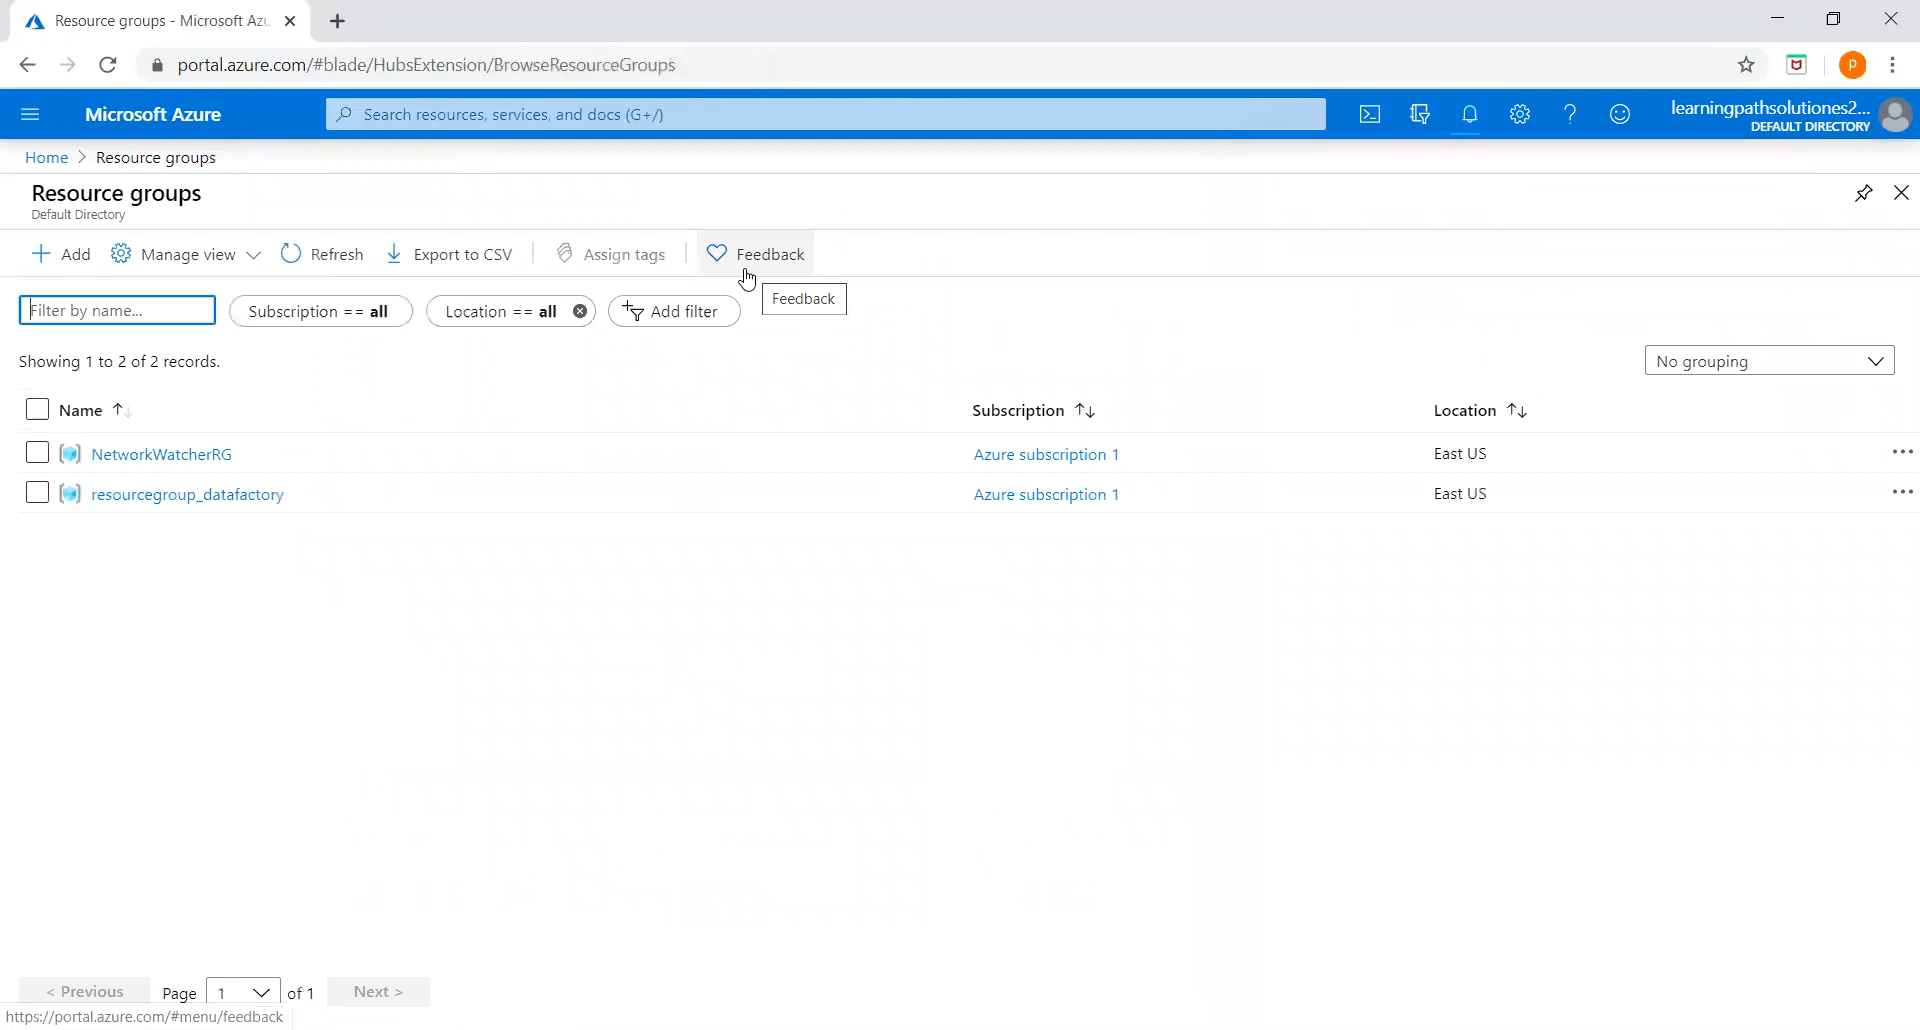 Resource groups - Microsoft Azu
portal.azure.com/#blade/HubsExtension/BrowseResourceGroups
P
Microsoft Azure
Search resources, services, and docs (G+/)
learningpathsolutiones2...
DEFAULT DIRECTORY
Home > Resource groups
Resource groups
Default Directory
Add Manage view Refresh Export to CSV Assign tags Feedback
Feedback
Filter by name... Subscription == all Location == all Add filter
Showing 1 to 2 of 2 records.
No grouping
Name Subscription Location
NetworkWatcherRG Azure subscription 1 East US
resourcegroup_datafactory Azure subscription 1 East US
< Previous Page 1 of 1 Next >
https://portal.azure.com/#menu/feedback